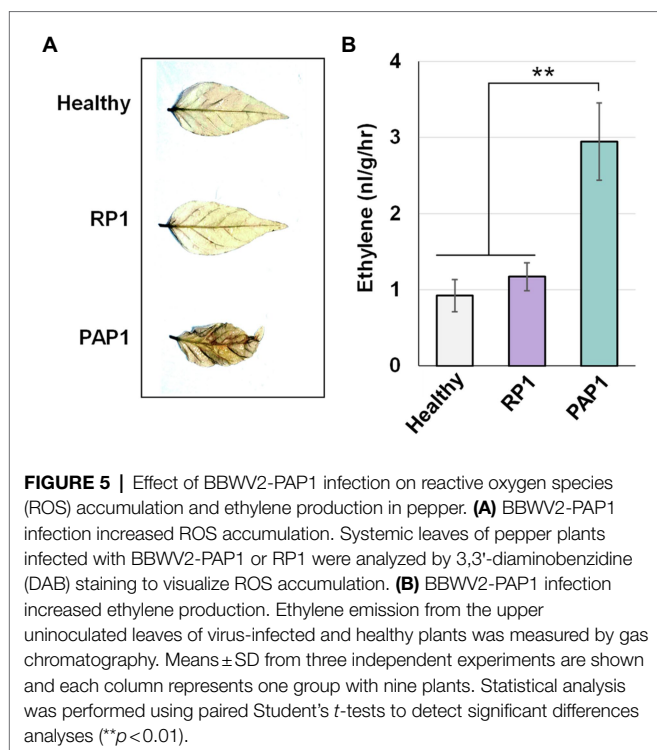 A
Healthy
RP1
PAP1
B
Ethylene (nl/g/hr)
4
3
2
1
0
**
Healthy
RP1
PAP1
FIGURE 5 | Effect of BBWV2-PAP1 infection on reactive oxygen species
(ROS) accumulation and ethylene production in pepper. (A) BBWV2-PAP1
infection increased ROS accumulation. Systemic leaves of pepper plants
infected with BBWV2-PAP1 or RP1 were analyzed by 3,3'-diaminobenzidine
(DAB) staining to visualize ROS accumulation. (B) BBWV2-PAP1 infection
increased ethylene production. Ethylene emission from the upper
uninoculated leaves of virus-infected and healthy plants was measured by gas
chromatography. Means±SD from three independent experiments are shown
and each column represents one group with nine plants. Statistical analysis
was performed using paired Student's t-tests to detect significant differences
analyses (**p<0.01).